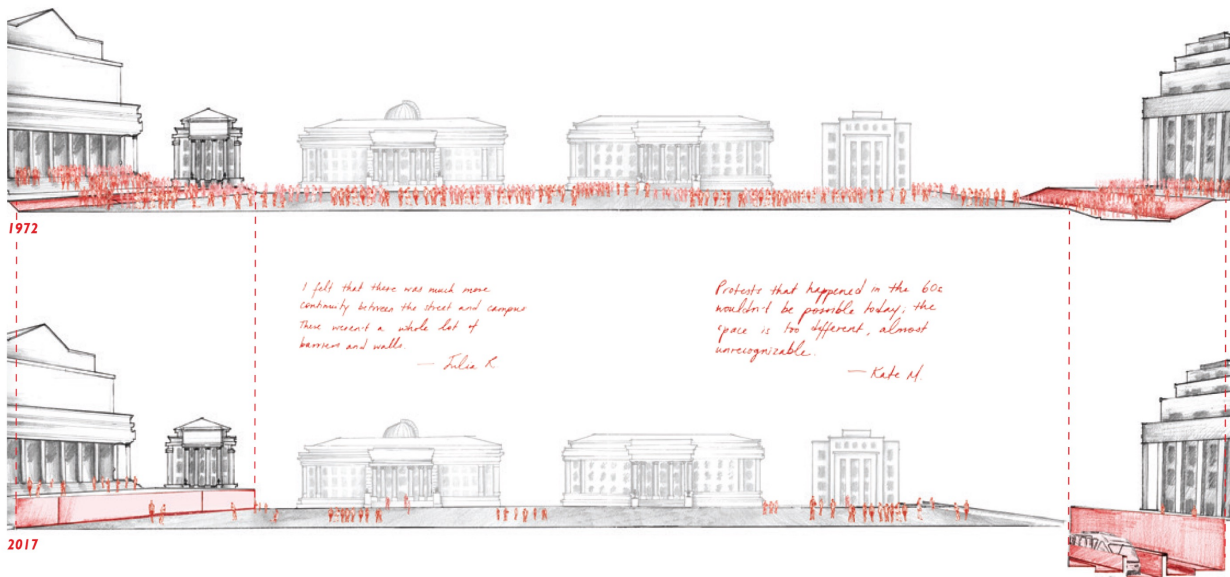 1972
I felt that there was much more
continuity between the street and campus
There weren't a whole lot of
barriers and walls.
— Julia R.
Protests that happened in the 60s
wouldn't be possible today; the
space is too different, almost
unrecognizable.
— Kate M.
2017